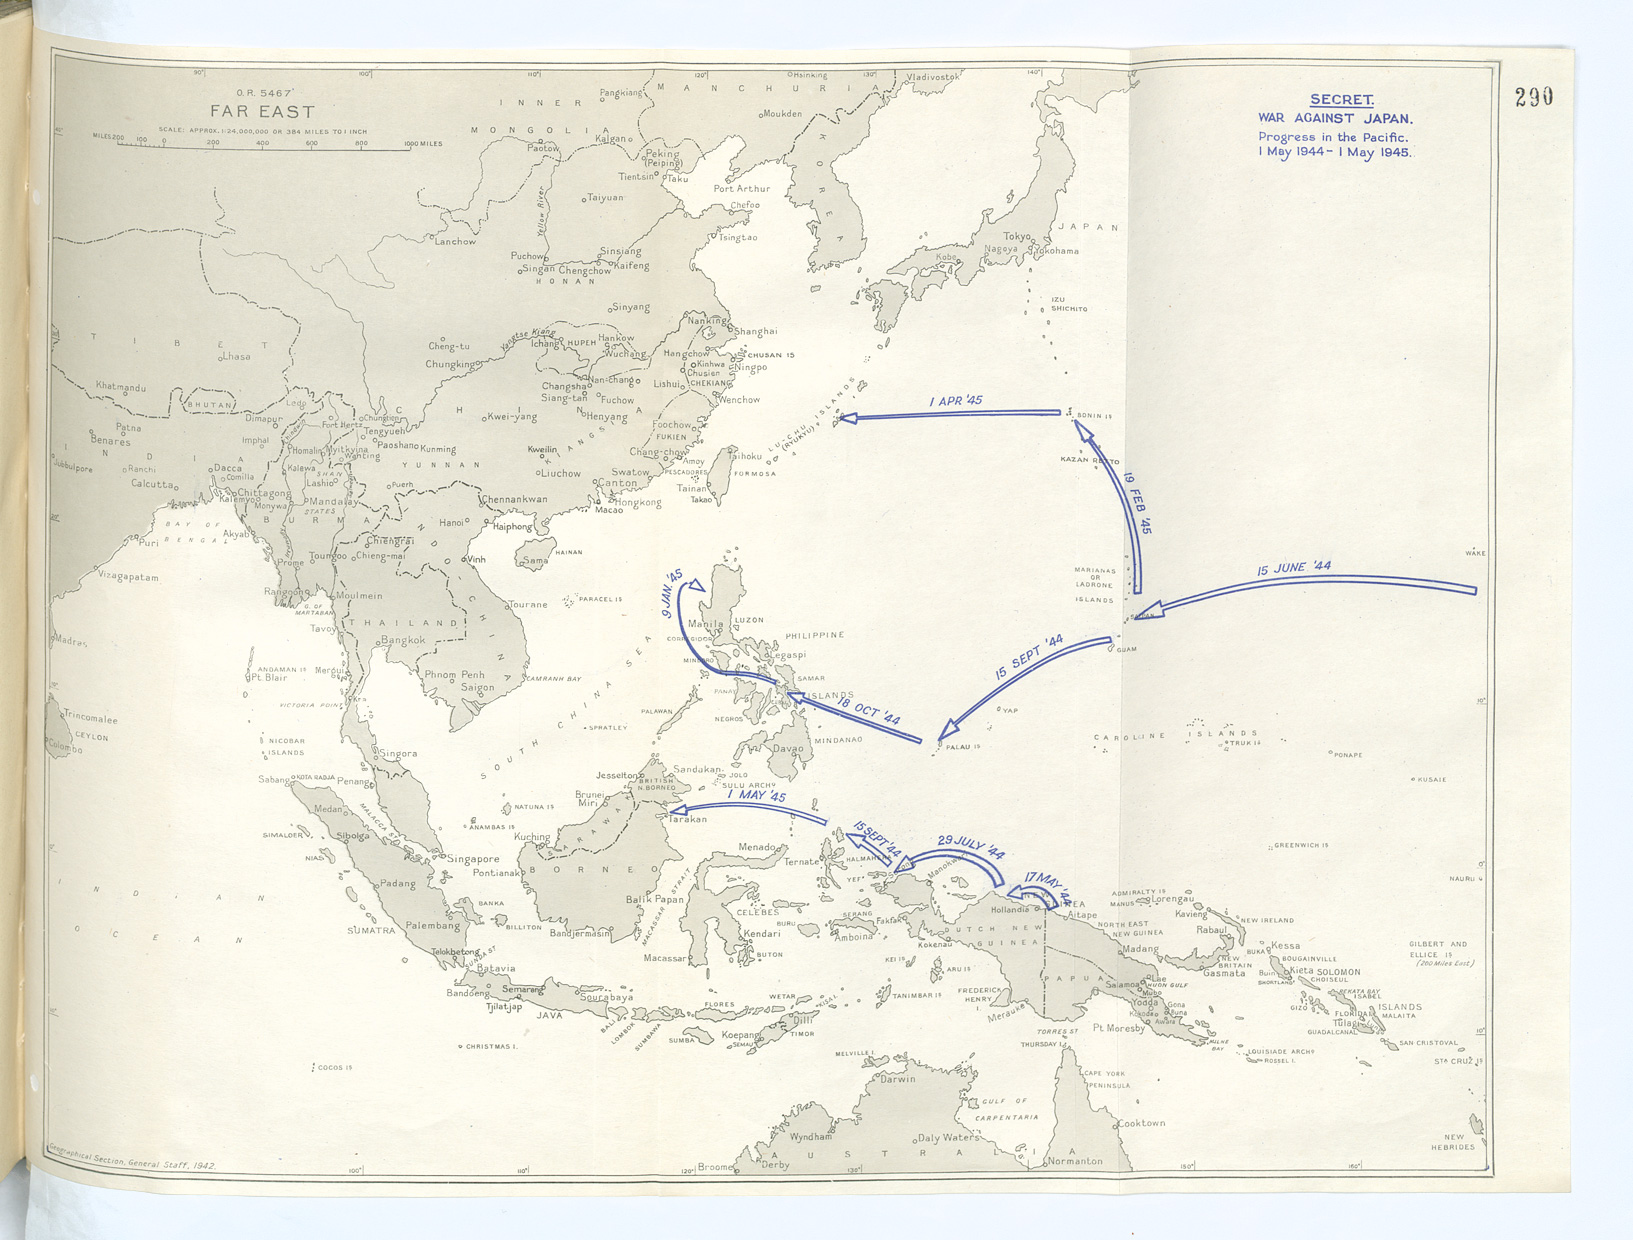 290
SECRET.
WAR AGAINST JAPAN.
Progress in the Pacific.
1 May 1944 – 1 May 1945.
O.R. 5467
FAR EAST
SCALE: APPROX. 1:24,000,000 OR 384 MILES TO 1 INCH
MILES 200 100 0 200 400 600 800 1000 MILES
90° 100° 110° 120° 130° 140°
INNER MONGOLIA
MANCHURIA
Hsinking
Vladivostok
Pangkiang
Moukden
Kalgan
Paotow
Peking
(Peiping)
Tientsin
Taku
Port Arthur
KOREA
Chefoo
Taiyuan
Yellow River
Tsingtao
Lanchow
JAPAN
Tokyo
Nagoya
Yokohama
Kobe
Puchow
Sinsiang
Singan
Chengchow
Kaifeng
HONAN
IZU
SHICHITO
Sinyang
Nanking
Shanghai
TIBET
Lhasa
Cheng-tu
Yangtse Kiang
Ichang
HUPEH
Hankow
Wuchang
Hangchow
CHUSAN IS
Chungking
Kinhwa
Ningpo
Chusien
Changsha
Nan-chang
Lishui
CHEKIANG
Khatmandu
Siang-tan
Fuchow
Wenchow
BHUTAN
Ledo
CHINA
Kwei-yang
Henyang
KIANGSI
LU-CHU ISLANDS
(RYUKYU)
1 APR '45
BONIN IS
Dimapur
Fort Hertz
Chungtien
Tengyueh
Patna
Benares
Imphal
Chindwin
Homalin
Myitkyina
Paoshano
Kunming
Wanting
Kweilin
Foochow
FUKIEN
Chang-chow
Amoy
Taihoku
KAZAN RETTO
INDIA
Jubbulpore
Ranchi
Dacca
Comilla
Kalewa
SHAN
Lashio
YUNNAN
Liuchow
Swatow
PESCADORES
FORMOSA
19 FEB '45
Calcutta
Puerh
Canton
Tainan
Takao
Chittagong
Kalemyo
Monywa
Mandalay
STATES
Chennankwan
Hongkong
Macao
BURMA
BAY OF
BENGAL
Akyab
Puri
Hanoi
Haiphong
INDO
CHINA
Chiengrai
Chieng-mai
Toungoo
Prome
Vinh
HAINAN
Sama
WAKE
15 JUNE '44
MARIANAS
OR
LADRONE
ISLANDS
Vizagapatam
Rangoon
Moulmein
G. OF
MARTABAN
Tourane
PARACEL IS
9 JAN. '45
SAIPAN
Tavoy
THAILAND
Bangkok
Manila
LUZON
PHILIPPINE
ISLANDS
CORREGIDOR
GUAM
15 SEPT '44
Madras
Legaspi
MINDORO
ANDAMAN IS
Pt. Blair
Mergui
Phnom Penh
Saigon
CAMRANH BAY
SAMAR
PANAY
18 OCT '44
VICTORIA POINT
Kra
SOUTH CHINA SEA
PALAWAN
NEGROS
YAP
Trincomalee
CEYLON
Colombo
NICOBAR
ISLANDS
SPRATLEY
MINDANAO
Davao
PALAU IS
CAROLINE ISLANDS
TRUK IS
PONAPE
KUSAIE
Singora
Sabang
KOTA RADJA
Penang
Jesselton
Sandakan
JOLO
SULU ARCHº
BRITISH
N. BORNEO
Brunei
Miri
1 MAY '45
Medan
MALACCA ST
NATUNA IS
ANAMBAS IS
Tarakan
SARAWAK
Kuching
SIMALOER
Sibolga
NIAS
Singapore
Pontianak
BORNEO
Menado
Ternate
HALMAHERA
15 SEPT '44
29 JULY '44
Manokwari
17 MAY '44
GREENWICH IS
NAURU
Padang
Balik Papan
MACASSAR STRAIT
CELEBES
BANKA
BILLITON
SUMATRA
Palembang
Bandjermasin
Kendari
BUTON
Macassar
BURU
SERANG
Amboina
Fakfak
Kokenau
Hollandia
Aitape
DUTCH NEW
GUINEA
ADMIRALTY IS
MANUS
Lorengau
Kavieng
NEW IRELAND
NORTH EAST
NEW GUINEA
Madang
Rabaul
NEW
BRITAIN
Gasmata
BUKA
Kessa
BOUGAINVILLE
Buin
Kieta
SOLOMON
ISLANDS
CHOISEUL
SHORTLAND
GILBERT AND
ELLICE IS
(200 Miles East)
INDIAN
OCEAN
Telokbetong
SUNDA ST
Batavia
Bandoeng
Semarang
Tjilatjap
Sourabaya
JAVA
BALI
LOMBOK
SUMBAWA
FLORES
SUMBA
WETAR
KISA I.
Dilli
Koepang
SEMAU
TIMOR
KEI IS
ARU IS
TANIMBAR IS
FREDERICK
HENRY
I.
Merauke
PAPUA
Lae
HUON GULF
Salamoa
Mubo
Yodda
Gona
Kokoda
Buna
Awara
Pt Moresby
MILNE
BAY
REKATA BAY
ISABEL
GIZO
FLORIDA
Tulagi
MALAITA
GUADALCANAL
SAN CRISTOVAL
STA CRUZ IS
LOUISIADE ARCHº
ROSSEL I.
CHRISTMAS I.
COCOS IS
TORRES ST
THURSDAY I.
MELVILLE I.
Darwin
CAPE YORK
PENINSULA
GULF OF
CARPENTARIA
Cooktown
Wyndham
Daly Waters
Broome
Derby
AUSTRALIA
Normanton
NEW
HEBRIDES
Geographical Section, General Staff, 1942.
100° 110° 120° 130° 150° 160°